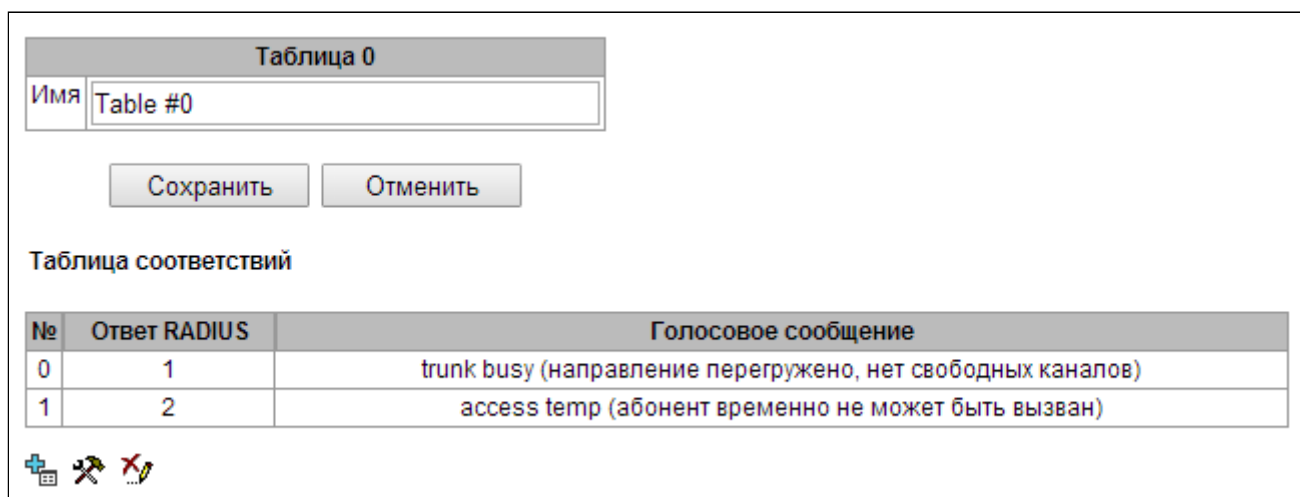 Таблица 0
Имя Table #0
Сохранить Отменить
Таблица соответствий
№ Ответ RADIUS Голосовое сообщение
0 1 trunk busy (направление перегружено, нет свободных каналов)
1 2 access temp (абонент временно не может быть вызван)